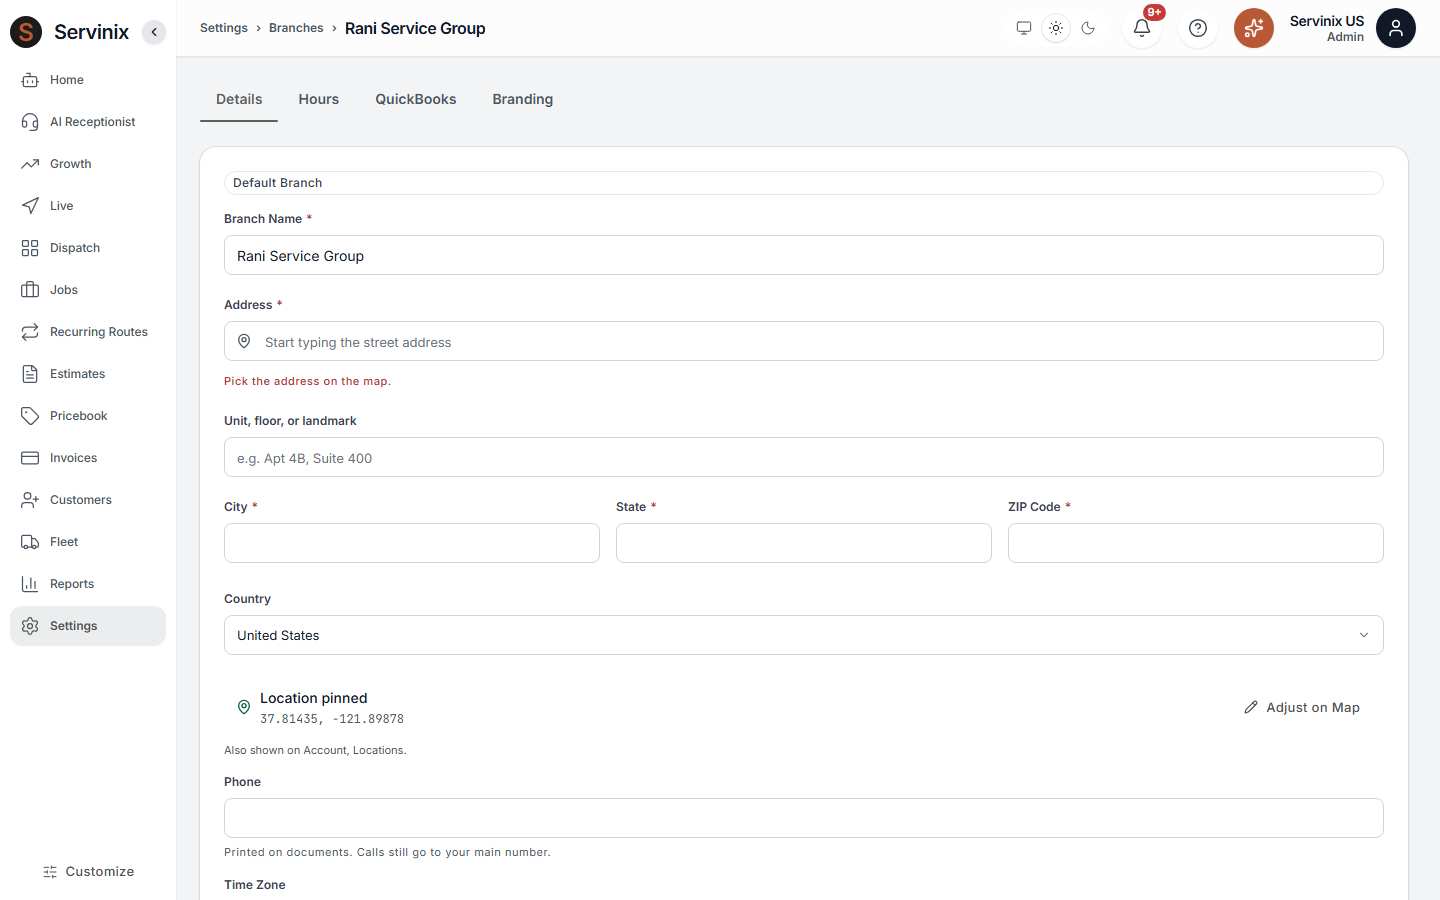 S Servinix
Settings › Branches › Rani Service Group
9+
Servinix US
Admin
Home
AI Receptionist
Growth
Live
Dispatch
Jobs
Recurring Routes
Estimates
Pricebook
Invoices
Customers
Fleet
Reports
Settings
Customize
Details Hours QuickBooks Branding
Default Branch
Branch Name *
Rani Service Group
Address *
Start typing the street address
Pick the address on the map.
Unit, floor, or landmark
e.g. Apt 4B, Suite 400
City * State * ZIP Code *
Country
United States
Location pinned
37.81435, -121.89878
Adjust on Map
Also shown on Account, Locations.
Phone
Printed on documents. Calls still go to your main number.
Time Zone